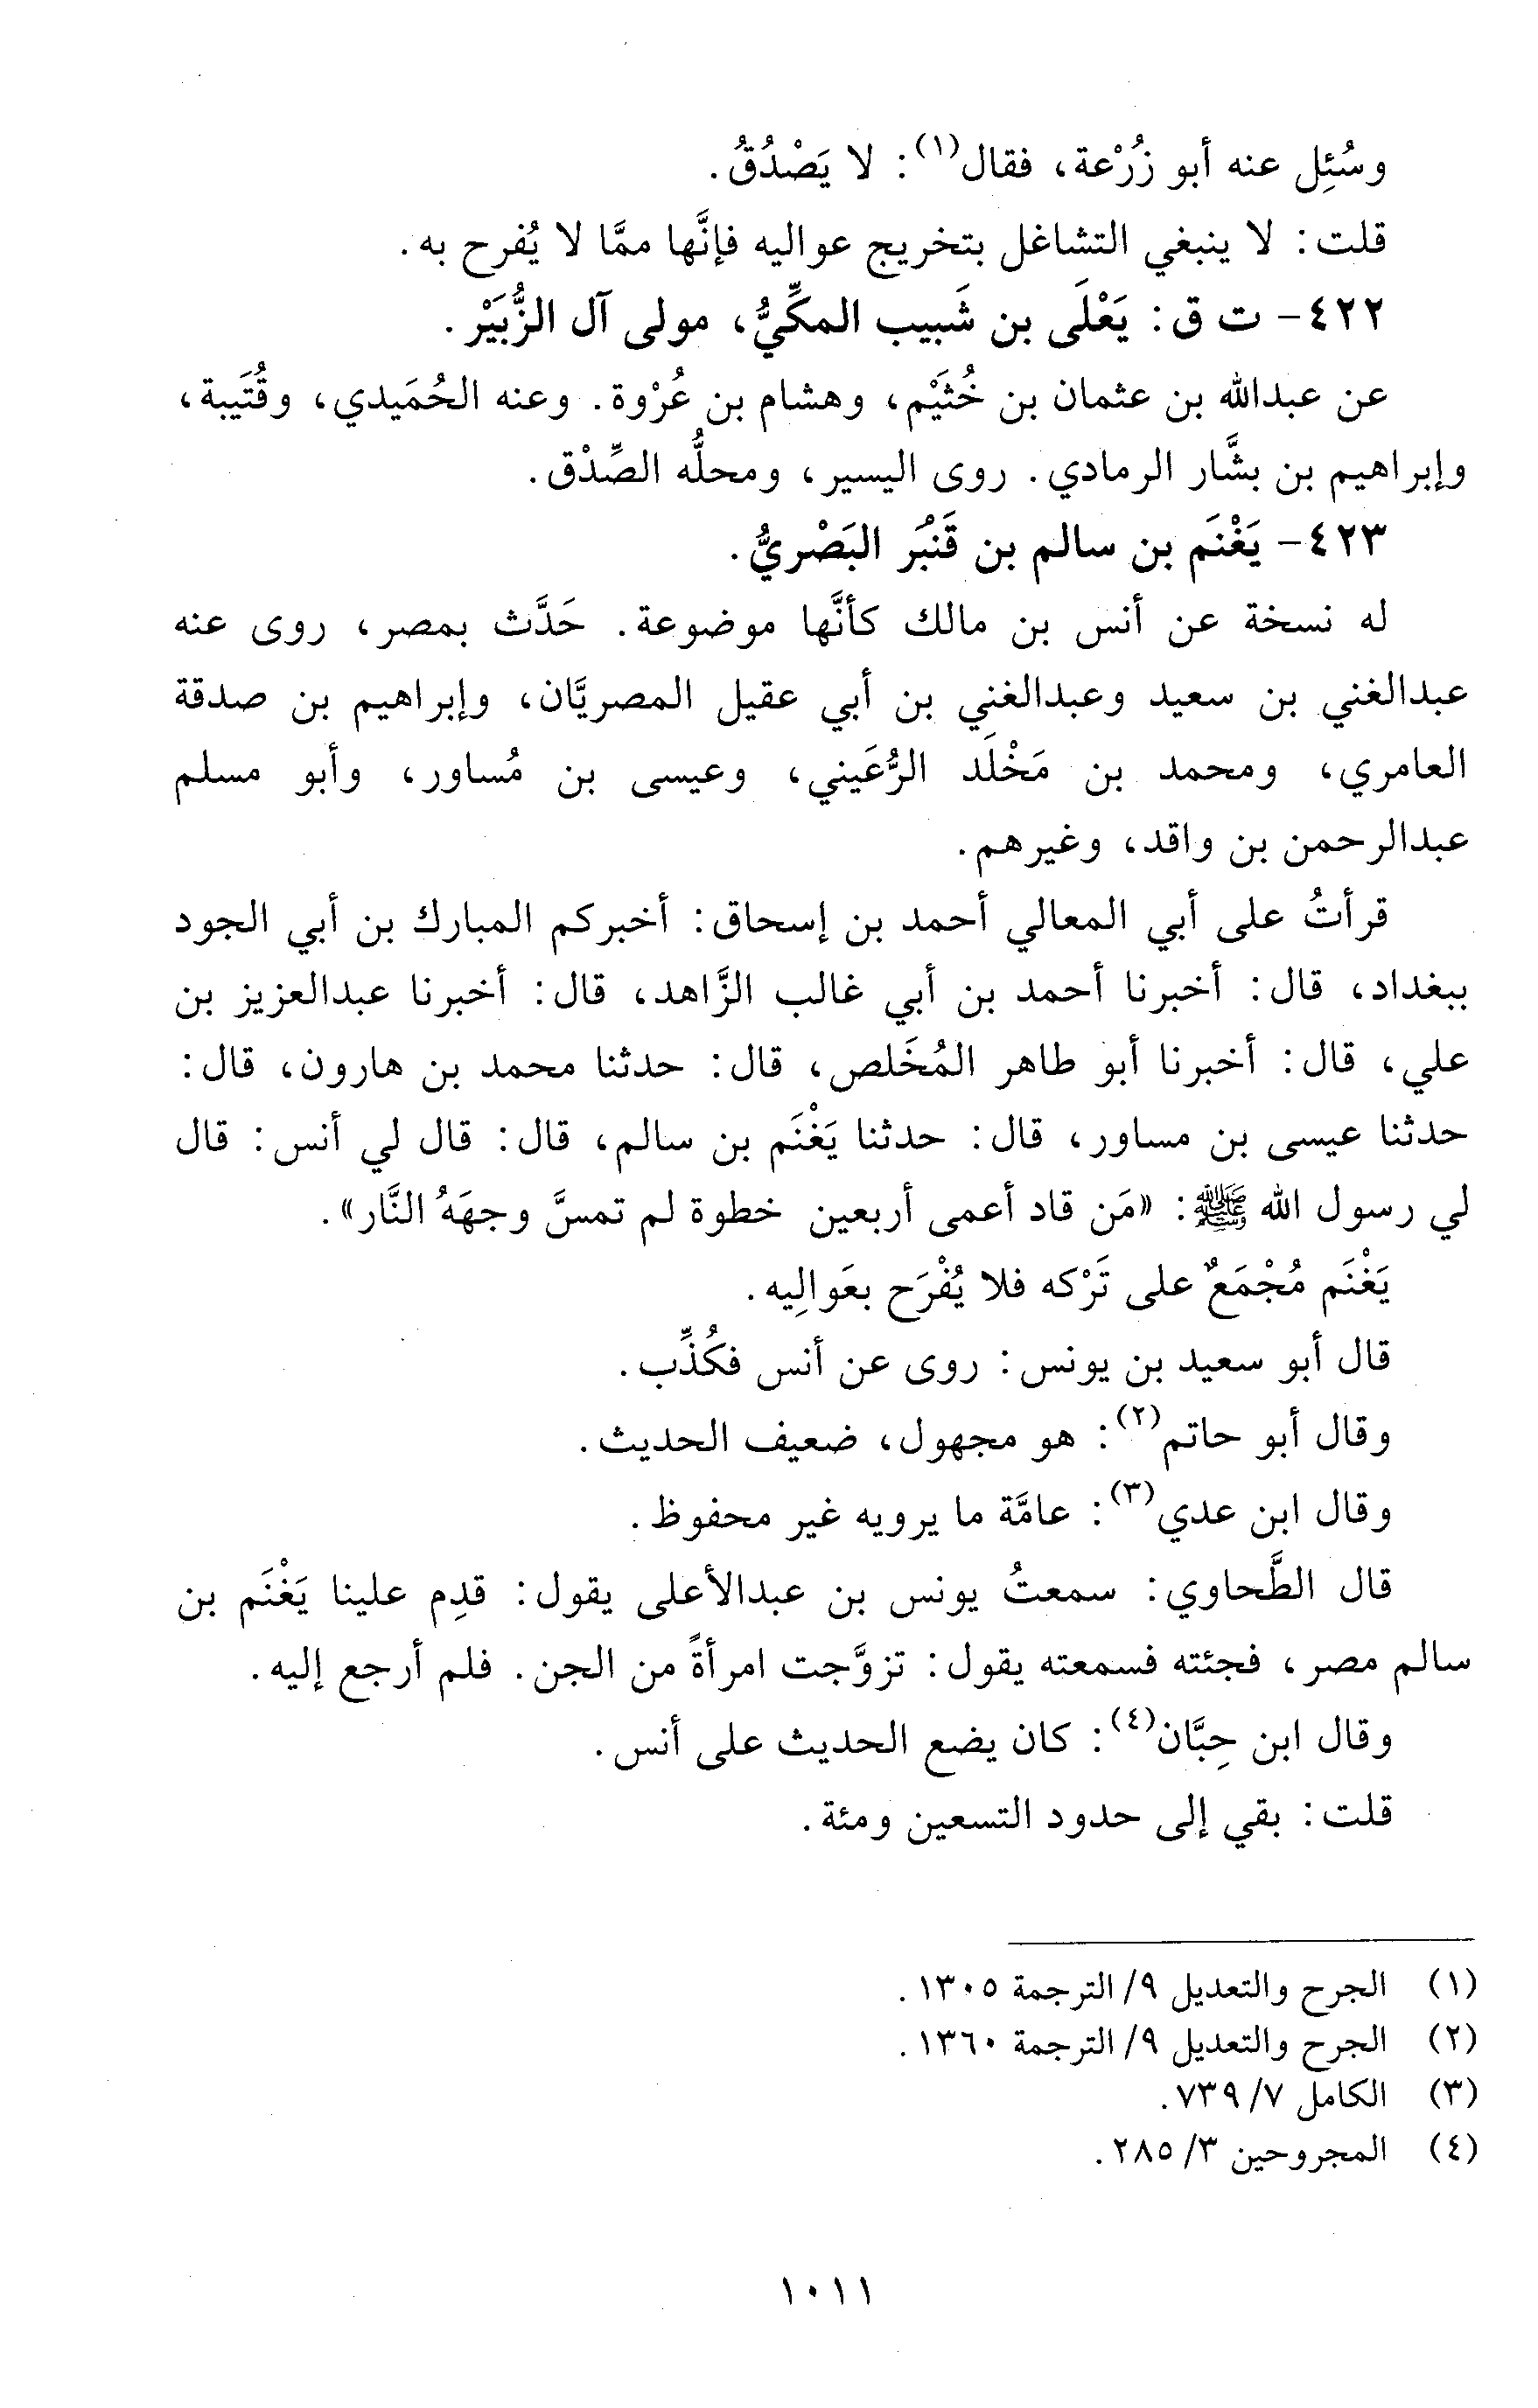 وسُئِل عنه أبو زُرْعة، فقال(١): لا يَصْدُقُ.
قلت: لا ينبغي التشاغل بتخريج عواليه فإنَّها ممَّا لا يُفرح به.
٤٢٢- ت ق: يَعْلَى بن شَبيب المكِّيُّ، مولى آل الزُّبَيْر.
عن عبدالله بن عثمان بن خُثَيْم، وهشام بن عُرْوة. وعنه الحُمَيدي، وقُتَيبة،
وإبراهيم بن بشَّار الرمادي. روى اليسير، ومحلُّه الصِّدْق.
٤٢٣- يَغْنَم بن سالم بن قَنْبُر البَصْريُّ.
له نسخة عن أنس بن مالك كأنَّها موضوعة. حَدَّث بمصر، روى عنه
عبدالغني بن سعيد وعبدالغني بن أبي عقيل المصريَّان، وإبراهيم بن صدقة
العامري، ومحمد بن مَخْلَد الرُّعَيني، وعيسى بن مُساور، وأبو مسلم
عبدالرحمن بن واقد، وغيرهم.
قرأتُ على أبي المعالي أحمد بن إسحاق: أخبركم المبارك بن أبي الجود
ببغداد، قال: أخبرنا أحمد بن أبي غالب الزَّاهد، قال: أخبرنا عبدالعزيز بن
علي، قال: أخبرنا أبو طاهر المُخَلص، قال: حدثنا محمد بن هارون، قال:
حدثنا عيسى بن مساور، قال: حدثنا يَغْنَم بن سالم، قال: قال لي أنس: قال
لي رسول الله ﷺ: «مَن قاد أعمى أربعين خطوة لم تمسَّ وجهَهُ النَّار».
يَغْنَم مُجْمَعٌ على تَرْكه فلا يُفْرَح بعَوالِيه.
قال أبو سعيد بن يونس: روى عن أنس فكُذِّب.
وقال أبو حاتم(٢): هو مجهول، ضعيف الحديث.
وقال ابن عدي(٣): عامَّة ما يرويه غير محفوظ.
قال الطَّحاوي: سمعتُ يونس بن عبدالأعلى يقول: قدِم علينا يَغْنَم بن
سالم مصر، فجئته فسمعته يقول: تزوَّجت امرأةً من الجن. فلم أرجع إليه.
وقال ابن حِبَّان(٤): كان يضع الحديث على أنس.
قلت: بقي إلى حدود التسعين ومئة.
(١) الجرح والتعديل ٩/ الترجمة ١٣٠٥.
(٢) الجرح والتعديل ٩/ الترجمة ١٣٦٠.
(٣) الكامل ٧/ ٧٣٩.
(٤) المجروحين ٣/ ٢٨٥.
١٠١١